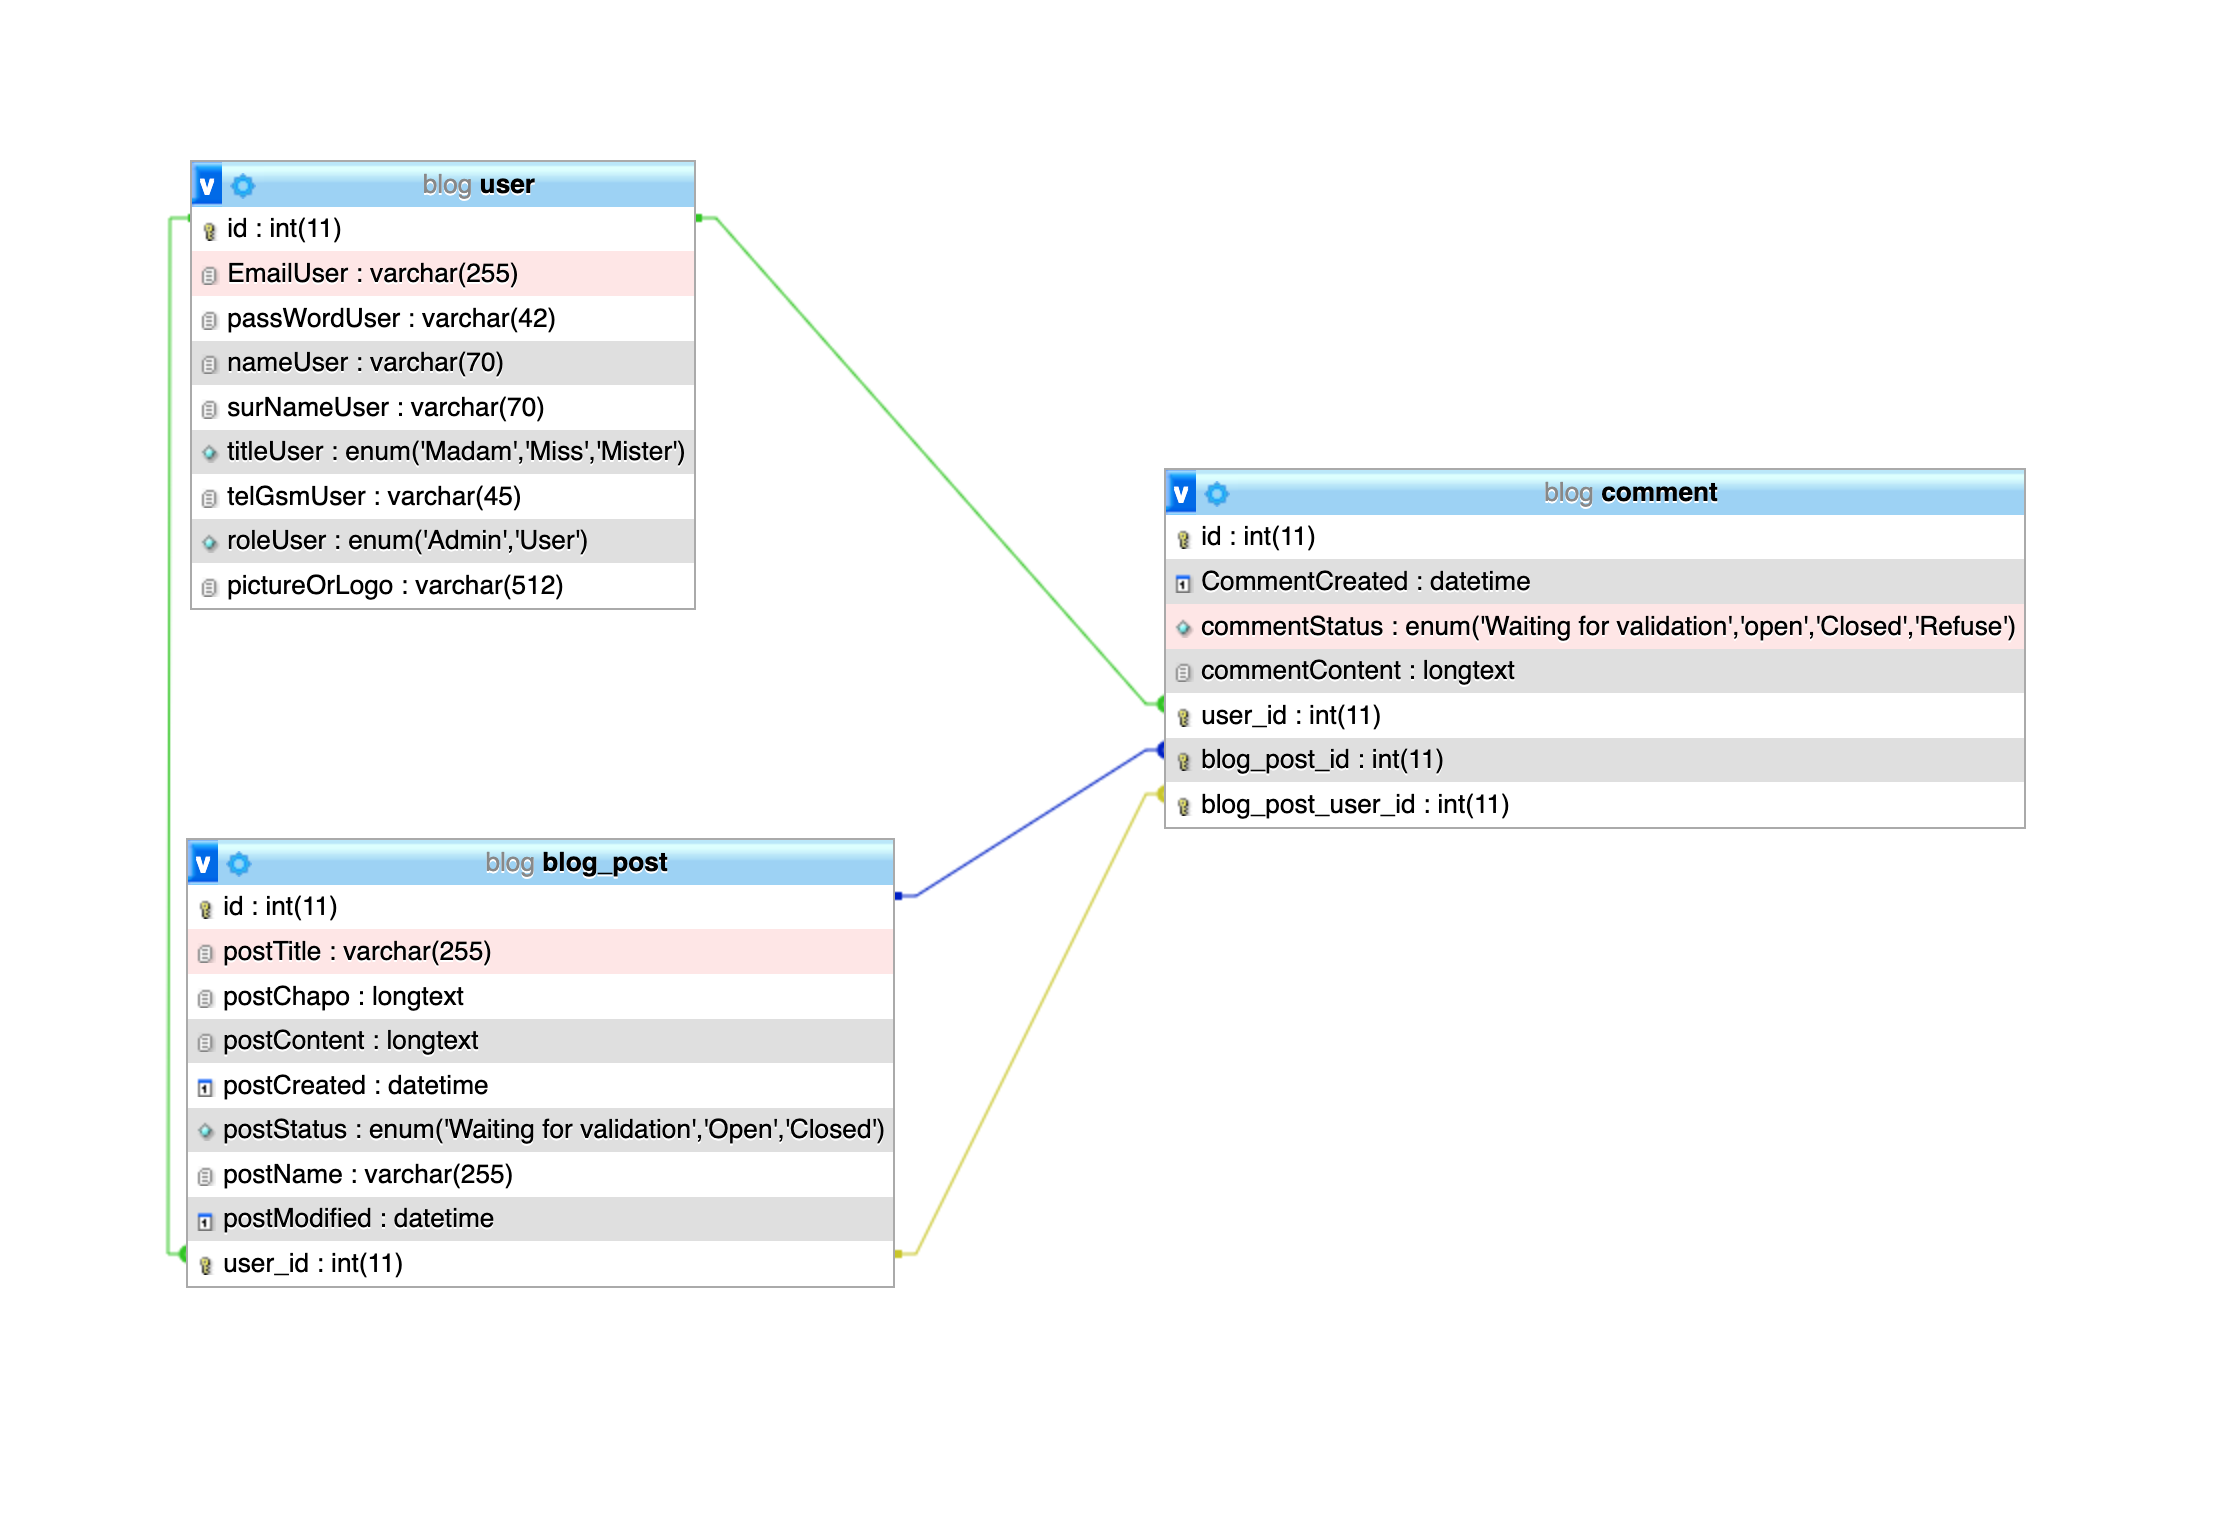 v blog user
id : int(11)
EmailUser : varchar(255)
passWordUser : varchar(42)
nameUser : varchar(70)
surNameUser : varchar(70)
titleUser : enum('Madam','Miss','Mister')
telGsmUser : varchar(45)
roleUser : enum('Admin','User')
pictureOrLogo : varchar(512)
v blog comment
id : int(11)
CommentCreated : datetime
commentStatus : enum('Waiting for validation','open','Closed','Refuse')
commentContent : longtext
user_id : int(11)
blog_post_id : int(11)
blog_post_user_id : int(11)
v blog blog_post
id : int(11)
postTitle : varchar(255)
postChapo : longtext
postContent : longtext
postCreated : datetime
postStatus : enum('Waiting for validation','Open','Closed')
postName : varchar(255)
postModified : datetime
user_id : int(11)